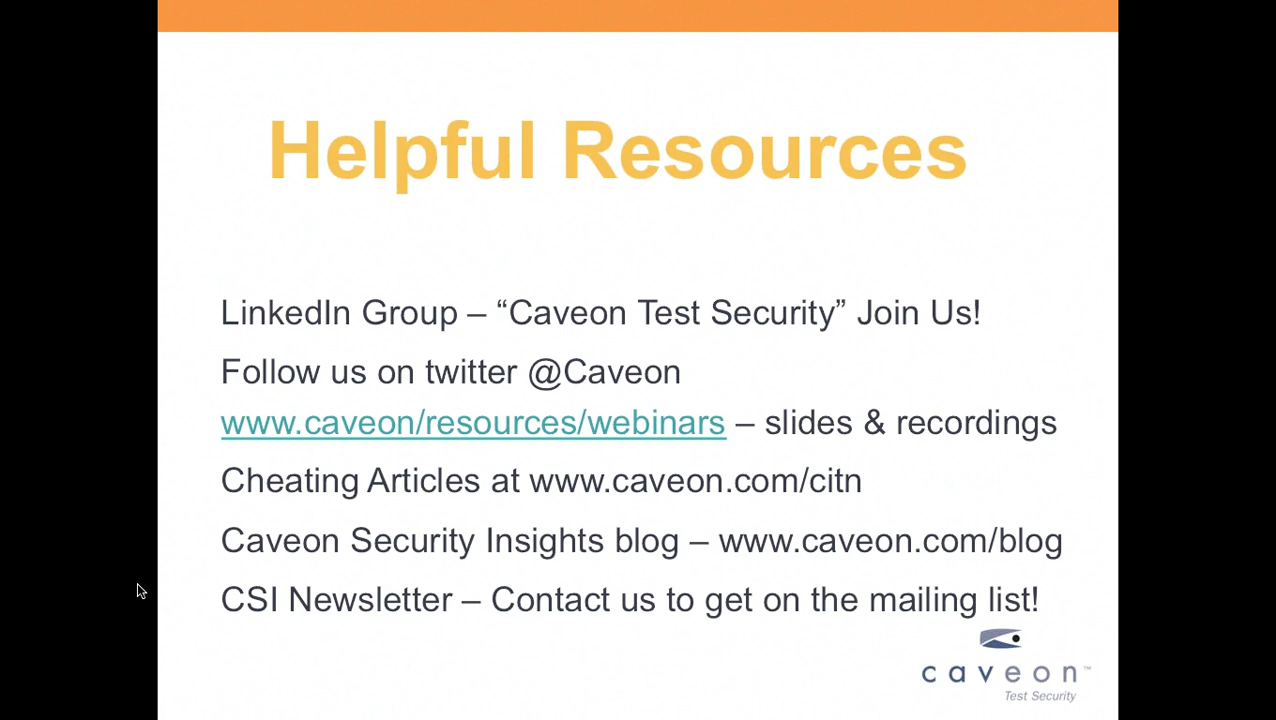 Helpful Resources
LinkedIn Group – “Caveon Test Security” Join Us!
Follow us on twitter @Caveon
www.caveon/resources/webinars – slides & recordings
Cheating Articles at www.caveon.com/citn
Caveon Security Insights blog – www.caveon.com/blog
CSI Newsletter – Contact us to get on the mailing list!
caveon™
Test Security